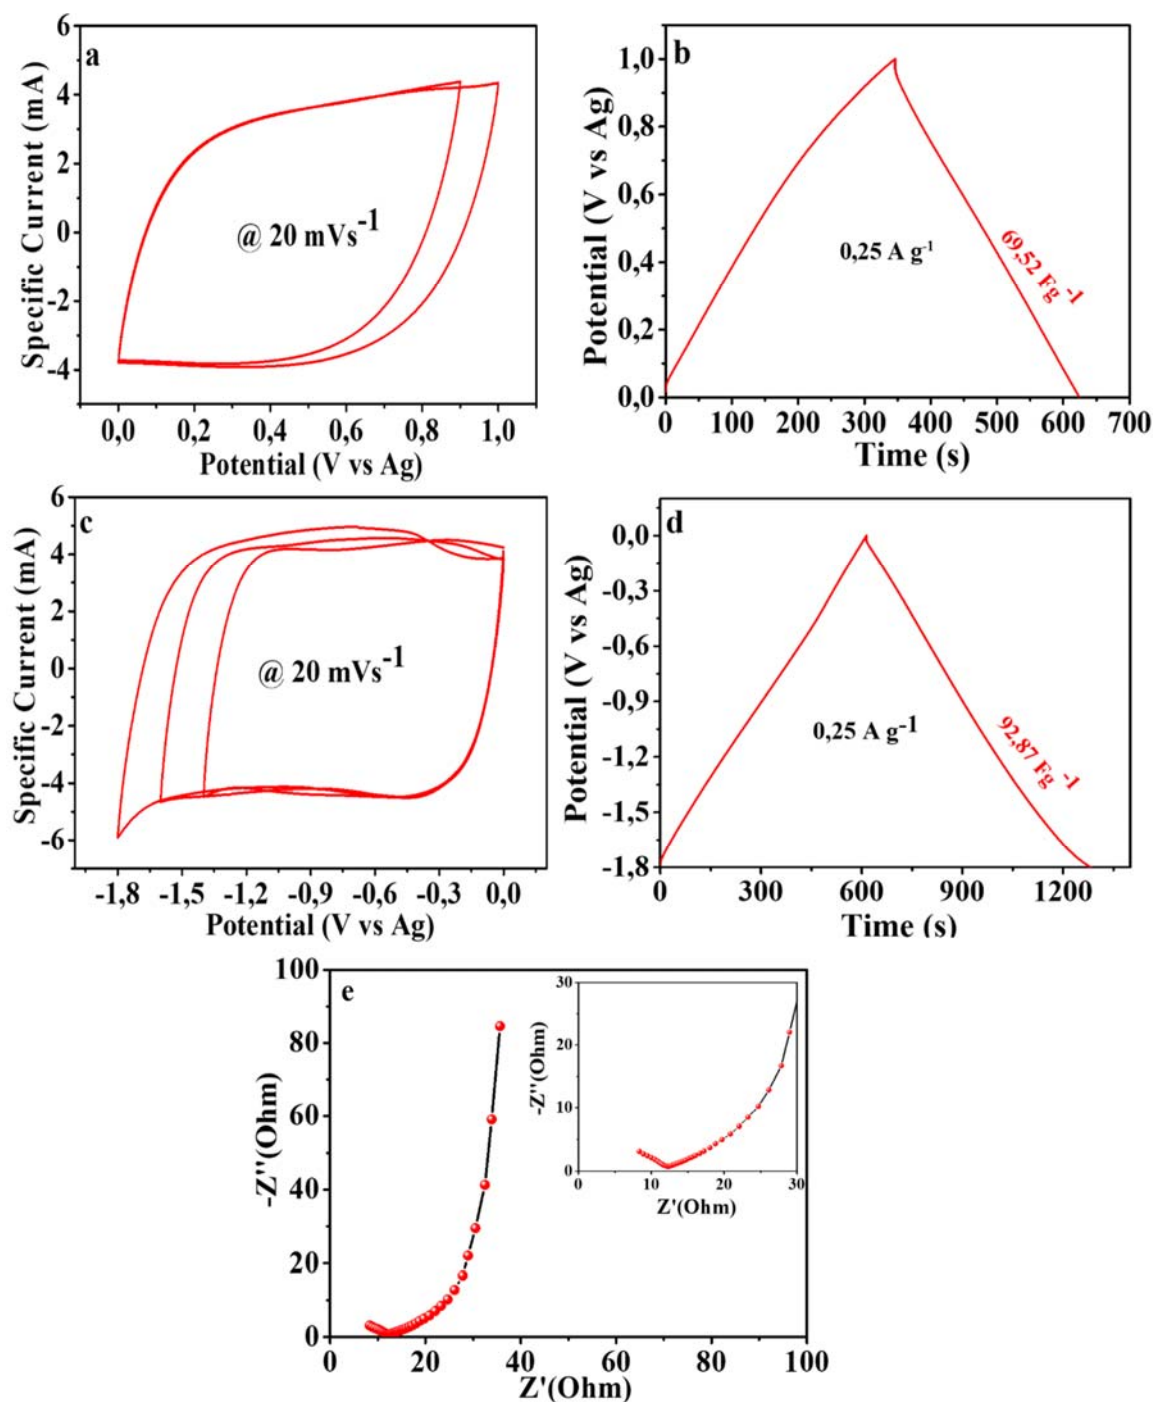 a
6
4
2
0
-2
-4
Specific Current (mA)
@ 20 mVs-1
0,0 0,2 0,4 0,6 0,8 1,0
Potential (V vs Ag)
b
1,0
0,8
0,6
0,4
0,2
0,0
Potential (V vs Ag)
0,25 A g-1
69,52 Fg-1
0 100 200 300 400 500 600 700
Time (s)
c
6
4
2
0
-2
-4
-6
Specific Current (mA)
@ 20 mVs-1
-1,8 -1,5 -1,2 -0,9 -0,6 -0,3 0,0
Potential (V vs Ag)
d
0,0
-0,3
-0,6
-0,9
-1,2
-1,5
-1,8
Potential (V vs Ag)
0,25 A g-1
92,87 Fg-1
0 300 600 900 1200
Time (s)
e
100
80
60
40
20
0
-Z''(Ohm)
0 20 40 60 80 100
Z'(Ohm)
30
20
10
0
-Z''(Ohm)
0 10 20 30
Z'(Ohm)